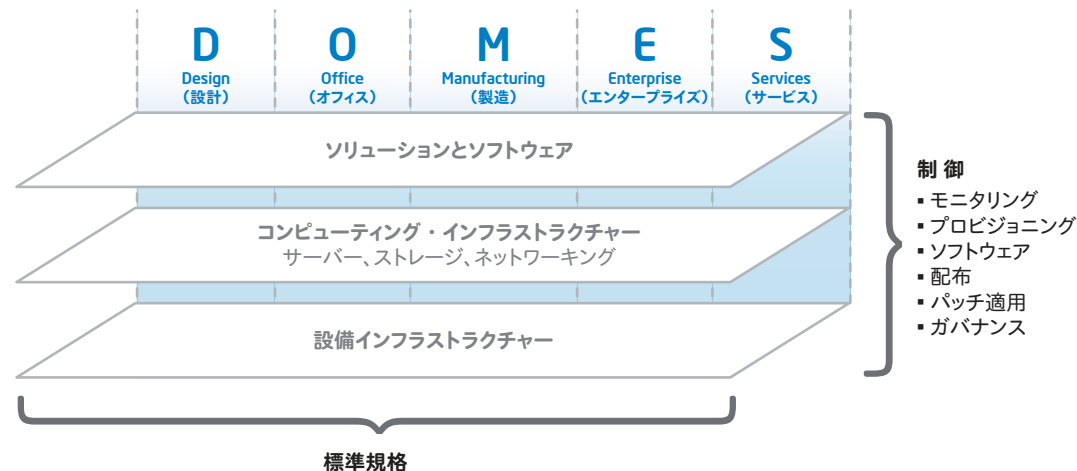 D
Design
(設計)
O
Office
(オフィス)
M
Manufacturing
(製造)
E
Enterprise
(エンタープライズ)
S
Services
(サービス)
ソリューションとソフトウェア
コンピューティング・インフラストラクチャー
サーバー、ストレージ、ネットワーキング
設備インフラストラクチャー
制 御
▪ モニタリング
▪ プロビジョニング
▪ ソフトウェア
▪ 配布
▪ パッチ適用
▪ ガバナンス
標準規格